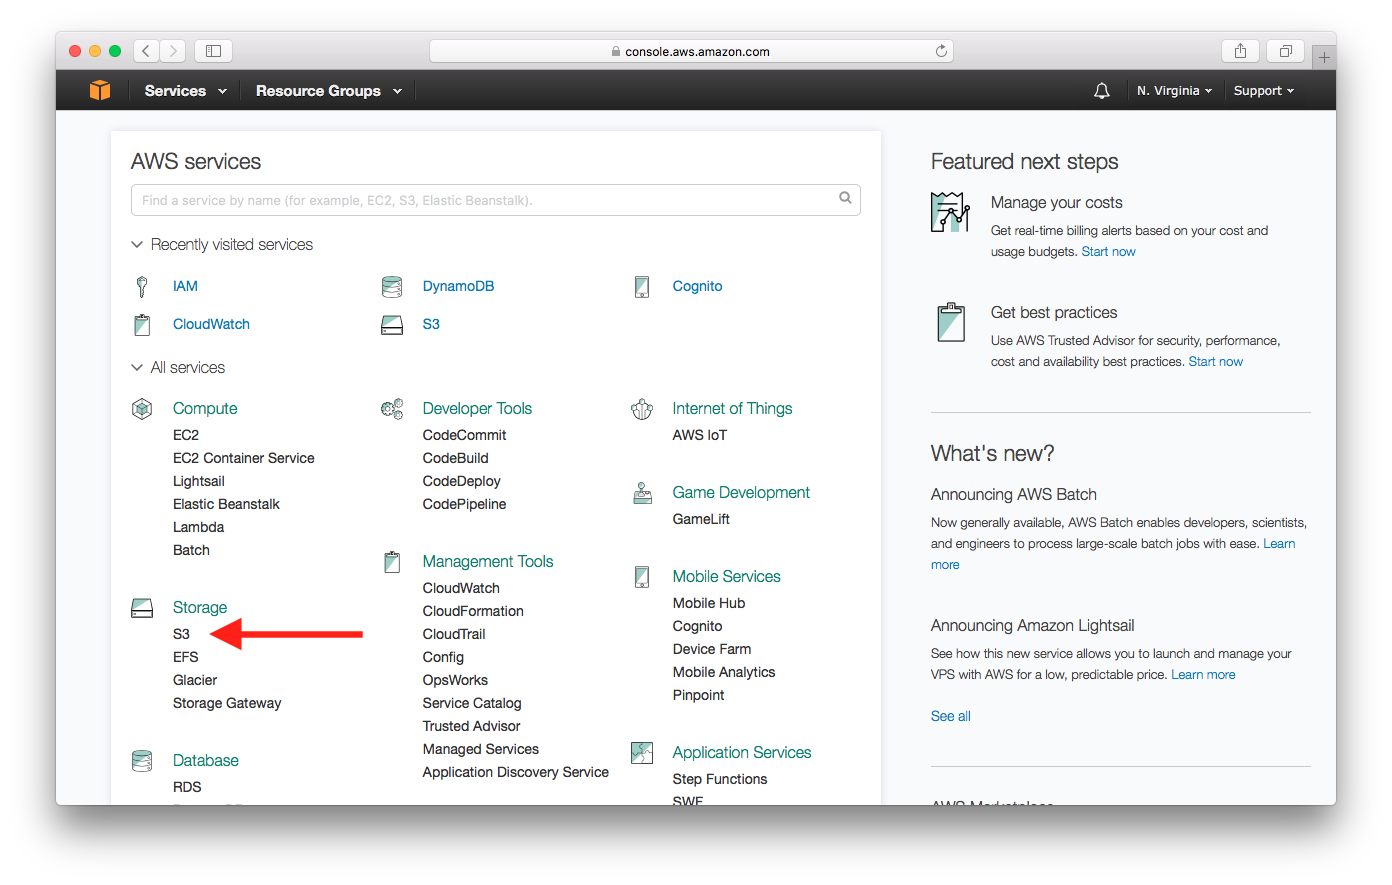 console.aws.amazon.com
Services
Resource Groups
N. Virginia
Support
AWS services
Find a service by name (for example, EC2, S3, Elastic Beanstalk).
Recently visited services
IAM
DynamoDB
Cognito
CloudWatch
S3
All services
Compute
EC2
EC2 Container Service
Lightsail
Elastic Beanstalk
Lambda
Batch
Storage
S3
EFS
Glacier
Storage Gateway
Database
RDS
Developer Tools
CodeCommit
CodeBuild
CodeDeploy
CodePipeline
Management Tools
CloudWatch
CloudFormation
CloudTrail
Config
OpsWorks
Service Catalog
Trusted Advisor
Managed Services
Application Discovery Service
Internet of Things
AWS IoT
Game Development
GameLift
Mobile Services
Mobile Hub
Cognito
Device Farm
Mobile Analytics
Pinpoint
Application Services
Step Functions
SWF
Featured next steps
Manage your costs
Get real-time billing alerts based on your cost and
usage budgets. Start now
Get best practices
Use AWS Trusted Advisor for security, performance,
cost and availability best practices. Start now
What's new?
Announcing AWS Batch
Now generally available, AWS Batch enables developers, scientists,
and engineers to process large-scale batch jobs with ease. Learn
more
Announcing Amazon Lightsail
See how this new service allows you to launch and manage your
VPS with AWS for a low, predictable price. Learn more
See all
AWS Marketplace